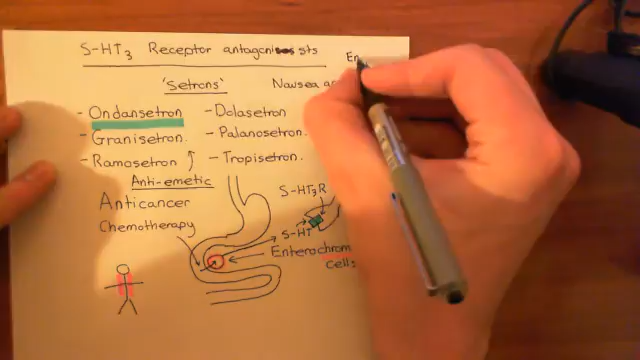 5-HT3 Receptor antagonists
En
'Setrons'
Nausea a
- Ondansetron - Dolasetron
- Granisetron. - Palanosetron.
- Ramosetron - Tropisetron.
Anti-emetic
Anticancer
Chemotherapy
5-HT3R
5-HT
Enterochrom
cells